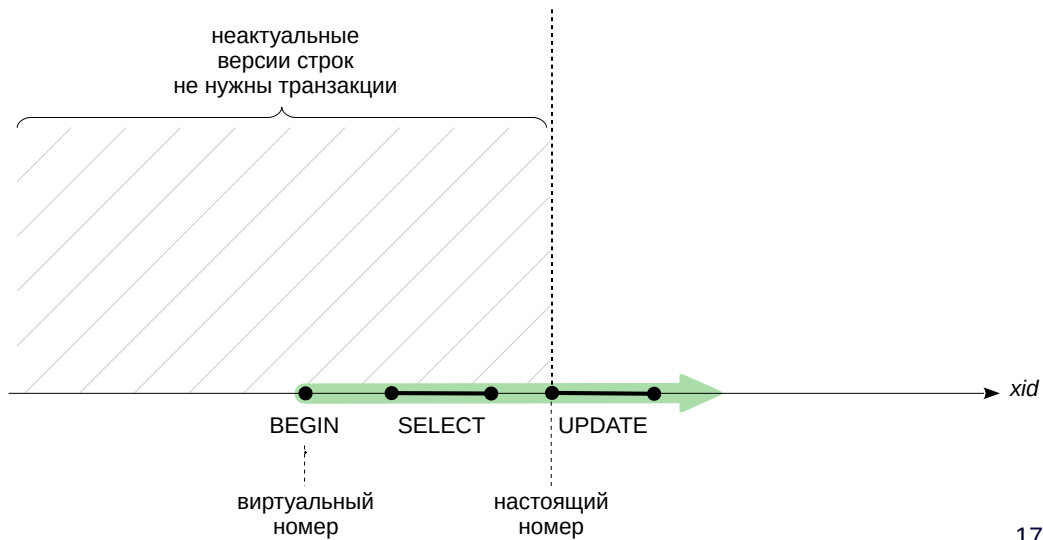 неактуальные
версии строк
не нужны транзакции
xid
BEGIN
SELECT
UPDATE
виртуальный
номер
настоящий
номер
17